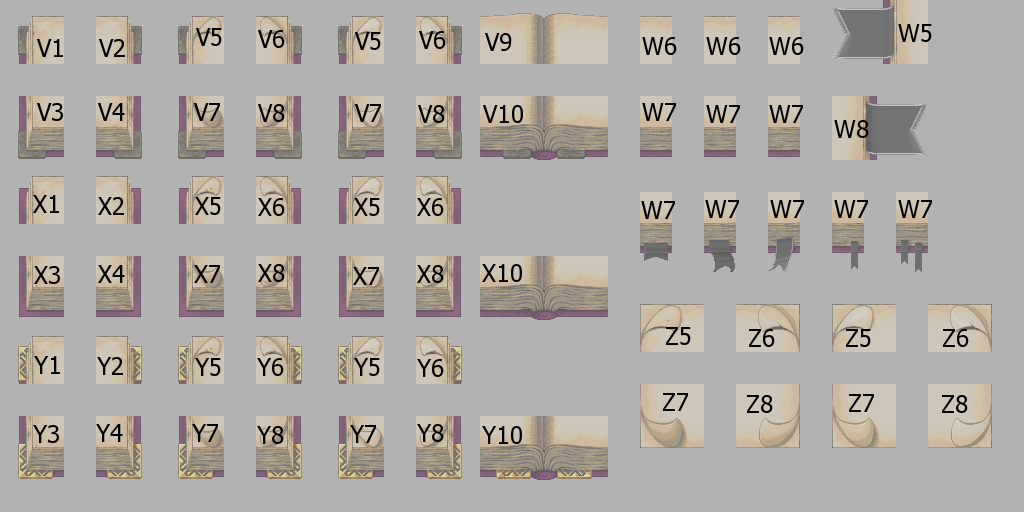 V1 V2 V5 V6 V5 V6 V9 W6 W6 W6 W5
V3 V4 V7 V8 V7 V8 V10 W7 W7 W7 W8
X1 X2 X5 X6 X5 X6 W7 W7 W7 W7 W7
X3 X4 X7 X8 X7 X8 X10
Z5 Z6 Z5 Z6
Y1 Y2 Y5 Y6 Y5 Y6
Z7 Z8 Z7 Z8
Y3 Y4 Y7 Y8 Y7 Y8 Y10